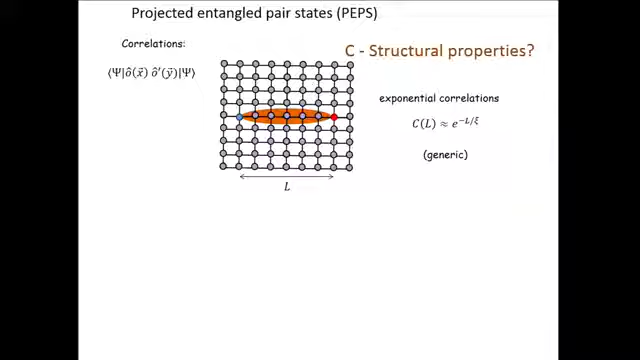 Projected entangled pair states (PEPS)
Correlations:
C - Structural properties?
⟨Ψ|ô(x⃗) ô′(y⃗)|Ψ⟩
exponential correlations
C(L) ≈ e^{−L/ξ}
(generic)
L